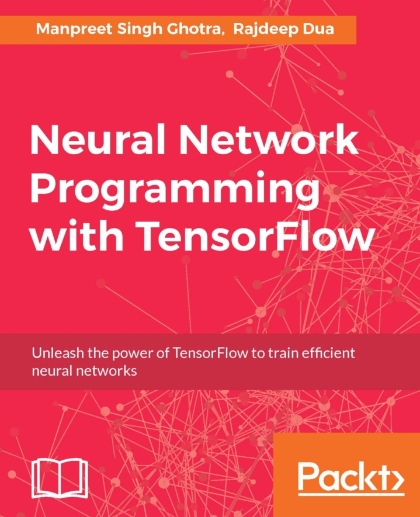 Manpreet Singh Ghotra, Rajdeep Dua
Neural Network
Programming
with TensorFlow
Unleash the power of TensorFlow to train efficient
neural networks
Packt>